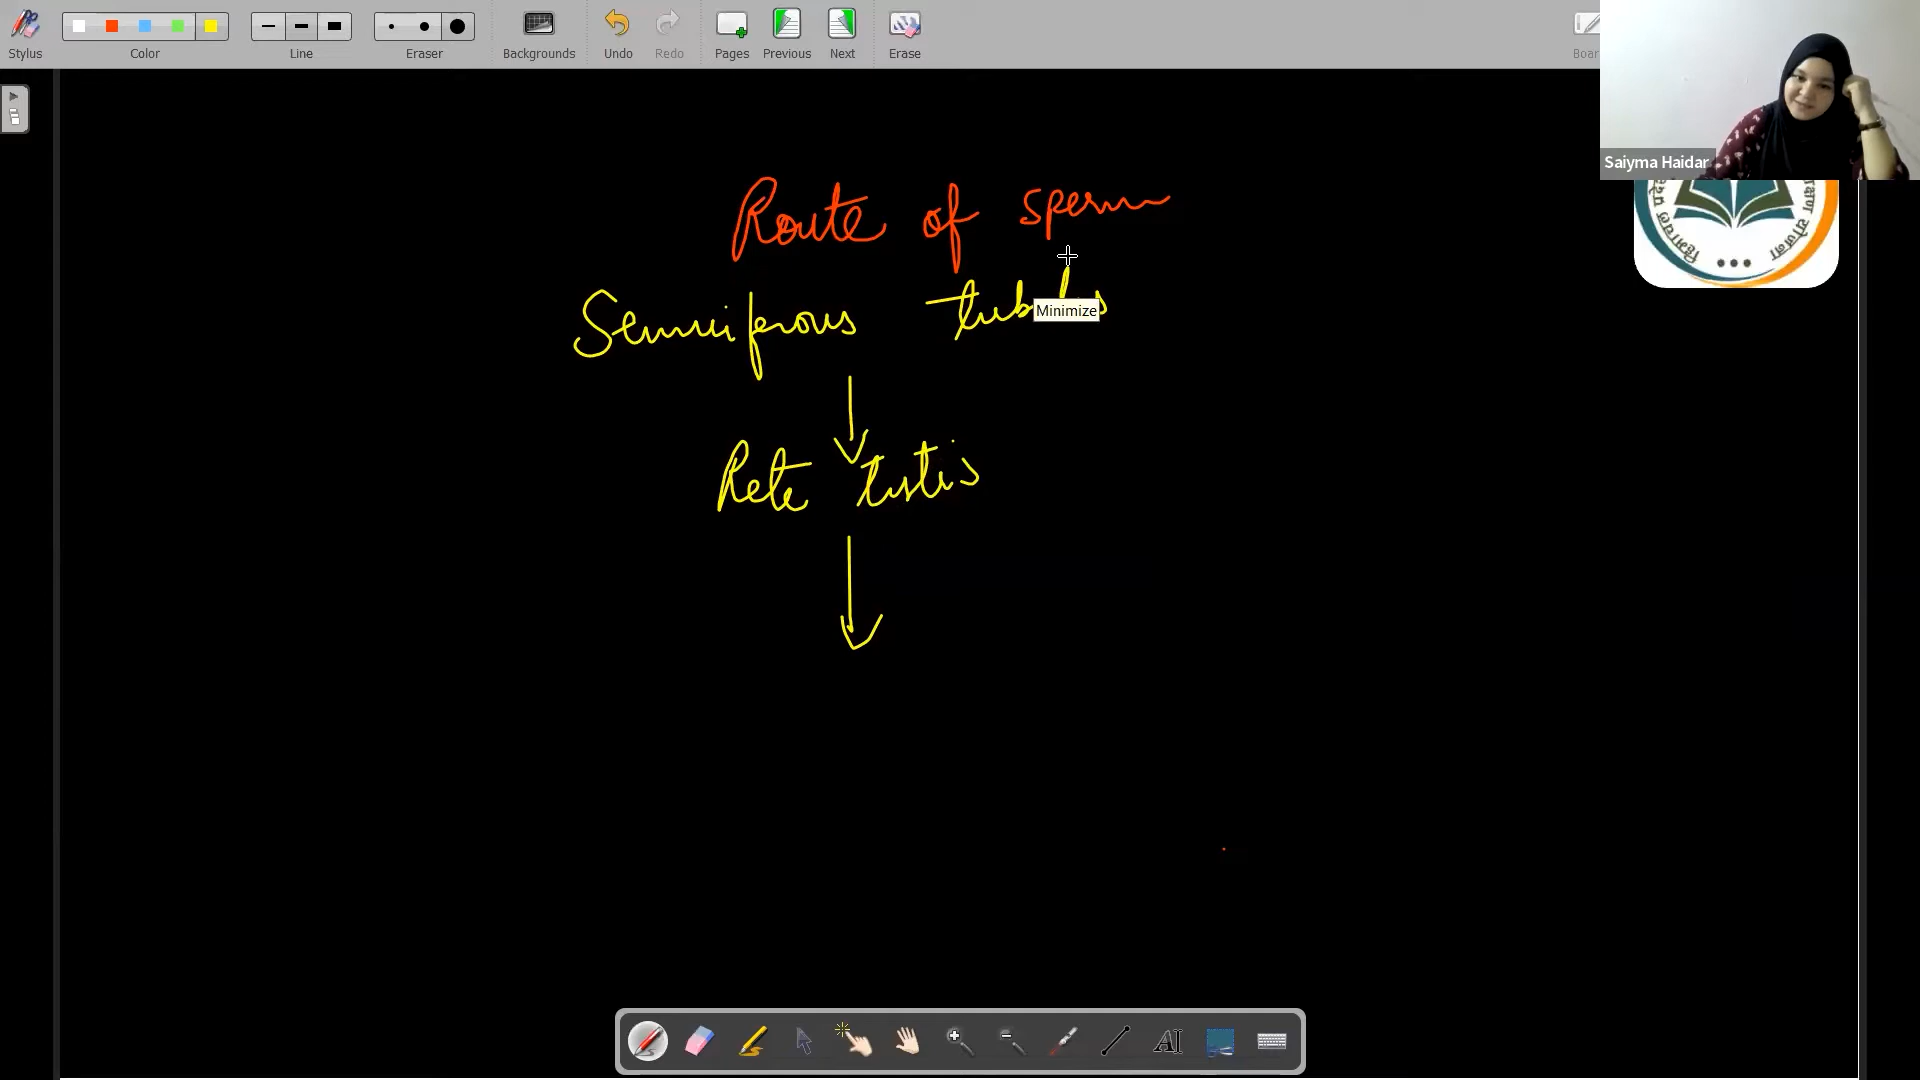 Stylus Color Line Eraser Backgrounds Undo Redo Pages Previous Next Erase Boar
Saiyma Haidar
Route of sperm
Seminiferous
Minimize
Rete testis